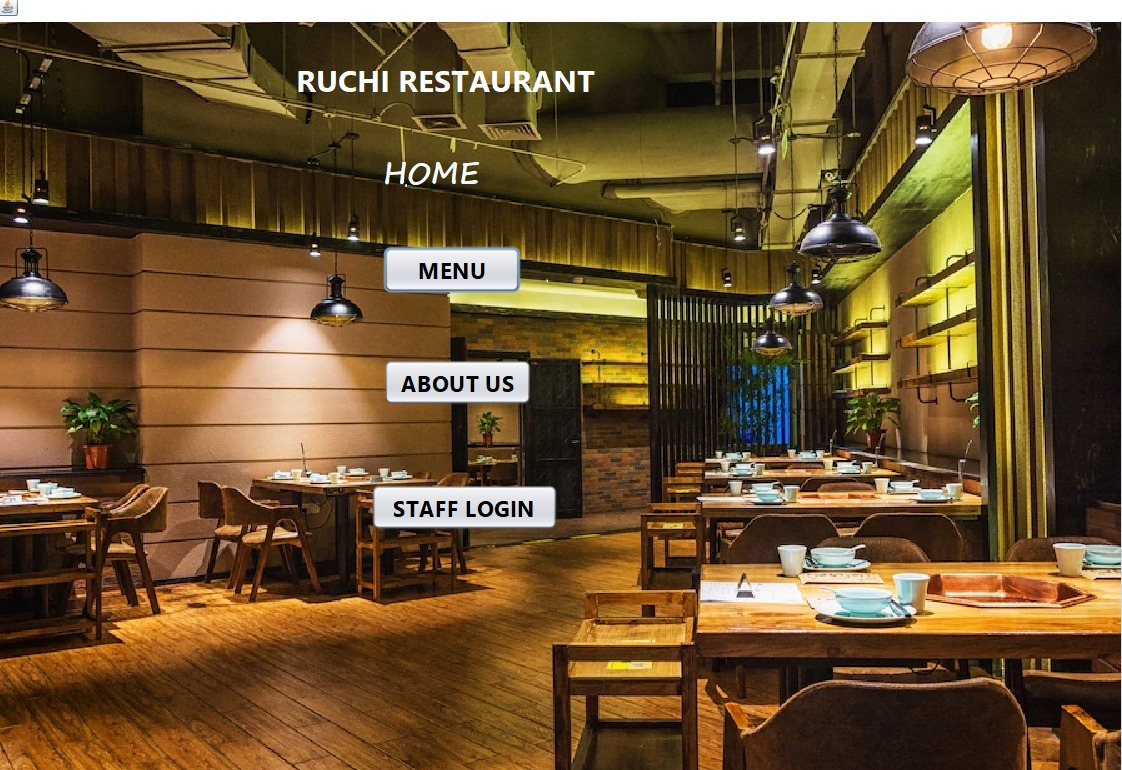 RUCHI RESTAURANT
HOME
MENU
ABOUT US
STAFF LOGIN